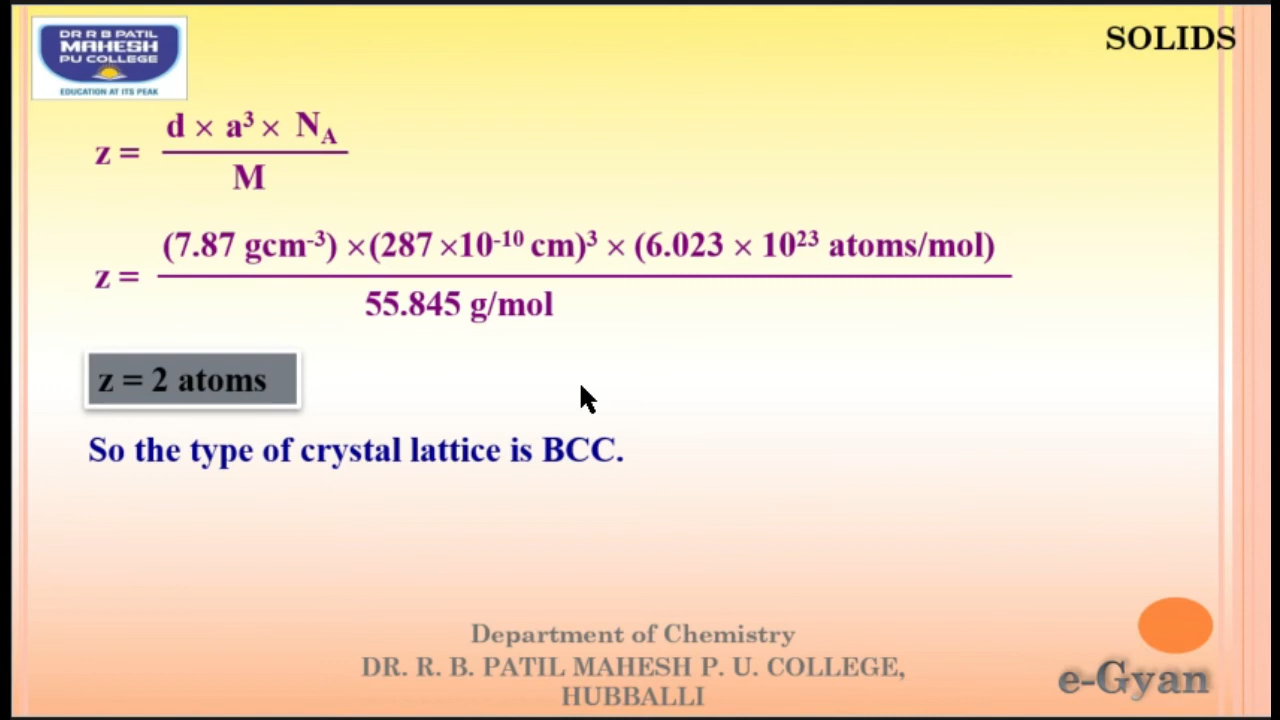 DR R B PATIL
MAHESH
PU COLLEGE
EDUCATION AT ITS PEAK
SOLIDS
z = d × a³ × N_A / M
z = (7.87 gcm⁻³) ×(287 ×10⁻¹⁰ cm)³ × (6.023 × 10²³ atoms/mol) / 55.845 g/mol
z = 2 atoms
So the type of crystal lattice is BCC.
Department of Chemistry
DR. R. B. PATIL MAHESH P. U. COLLEGE,
HUBBALLI
e-Gyan